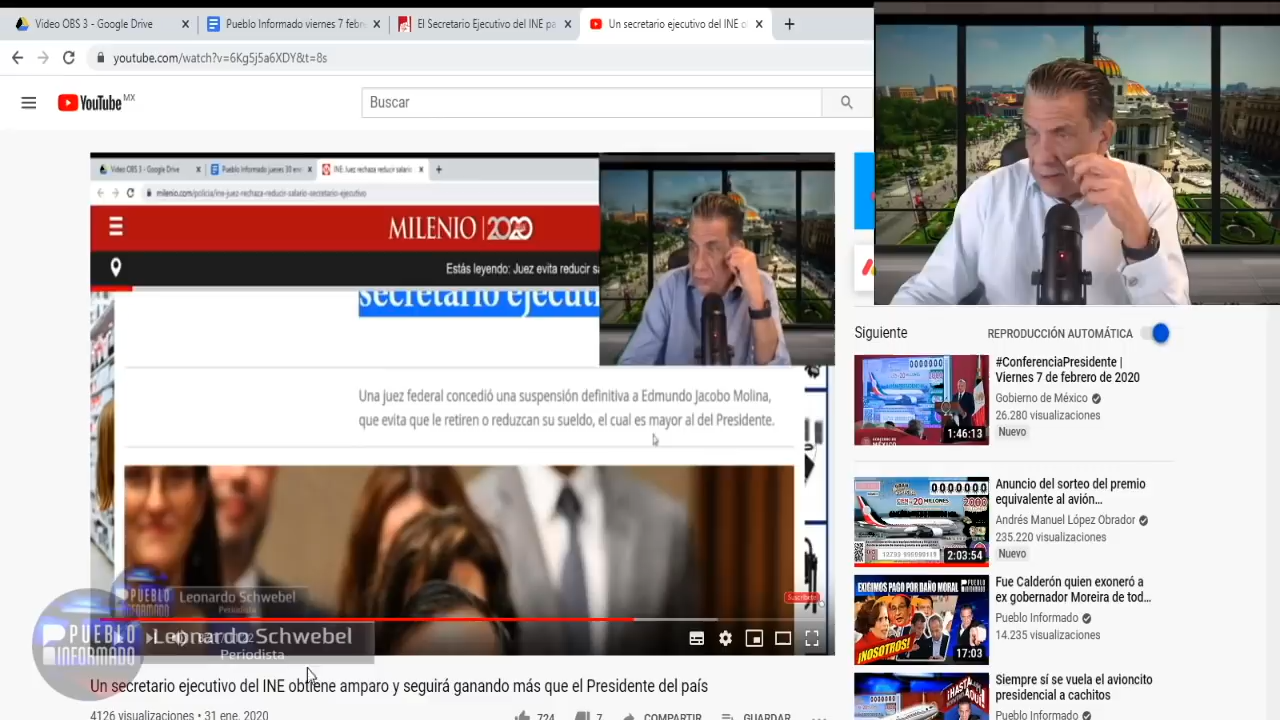 Video OBS 3 - Google Drive
Pueblo Informado viernes 7 febr
El Secretario Ejecutivo del INE pa
Un secretario ejecutivo del INE o
youtube.com/watch?v=6Kg5j5a6XDY&t=8s
YouTube MX
Buscar
Video OBS 3 - Google Drive
Pueblo Informado jueves 30 ene
INE. Juez rechaza reducir salario
milenio.com/policia/ine-juez-rechaza-reducir-salario-secretario-ejecutivo
MILENIO 2020
Estás leyendo: Juez evita reducir sa
secretario ejecuti
Una juez federal concedió una suspensión definitiva a Edmundo Jacobo Molina,
que evita que le retiren o reduzcan su sueldo, el cual es mayor al del Presidente.
PUEBLO
INFORMADO
Leonardo Schwebel
Periodista
PUEBLO
INFORMADO
Leonardo Schwebel
Periodista
Un secretario ejecutivo del INE obtiene amparo y seguirá ganando más que el Presidente del país
4126 visualizaciones • 31 ene. 2020
724
7
COMPARTIR
GUARDAR
Siguiente
REPRODUCCIÓN AUTOMÁTICA
#ConferenciaPresidente |
Viernes 7 de febrero de 2020
Gobierno de México
26.280 visualizaciones
Nuevo
1:46:13
Anuncio del sorteo del premio
equivalente al avión...
Andrés Manuel López Obrador
235.220 visualizaciones
Nuevo
2:03:54
Fue Calderón quien exoneró a
ex gobernador Moreira de tod...
Pueblo Informado
14.235 visualizaciones
EXIGIMOS PAGO POR DAÑO MORAL
¡NOSOTROS!
17:03
Siempre sí se vuela el avioncito
presidencial a cachitos
Pueblo Informado